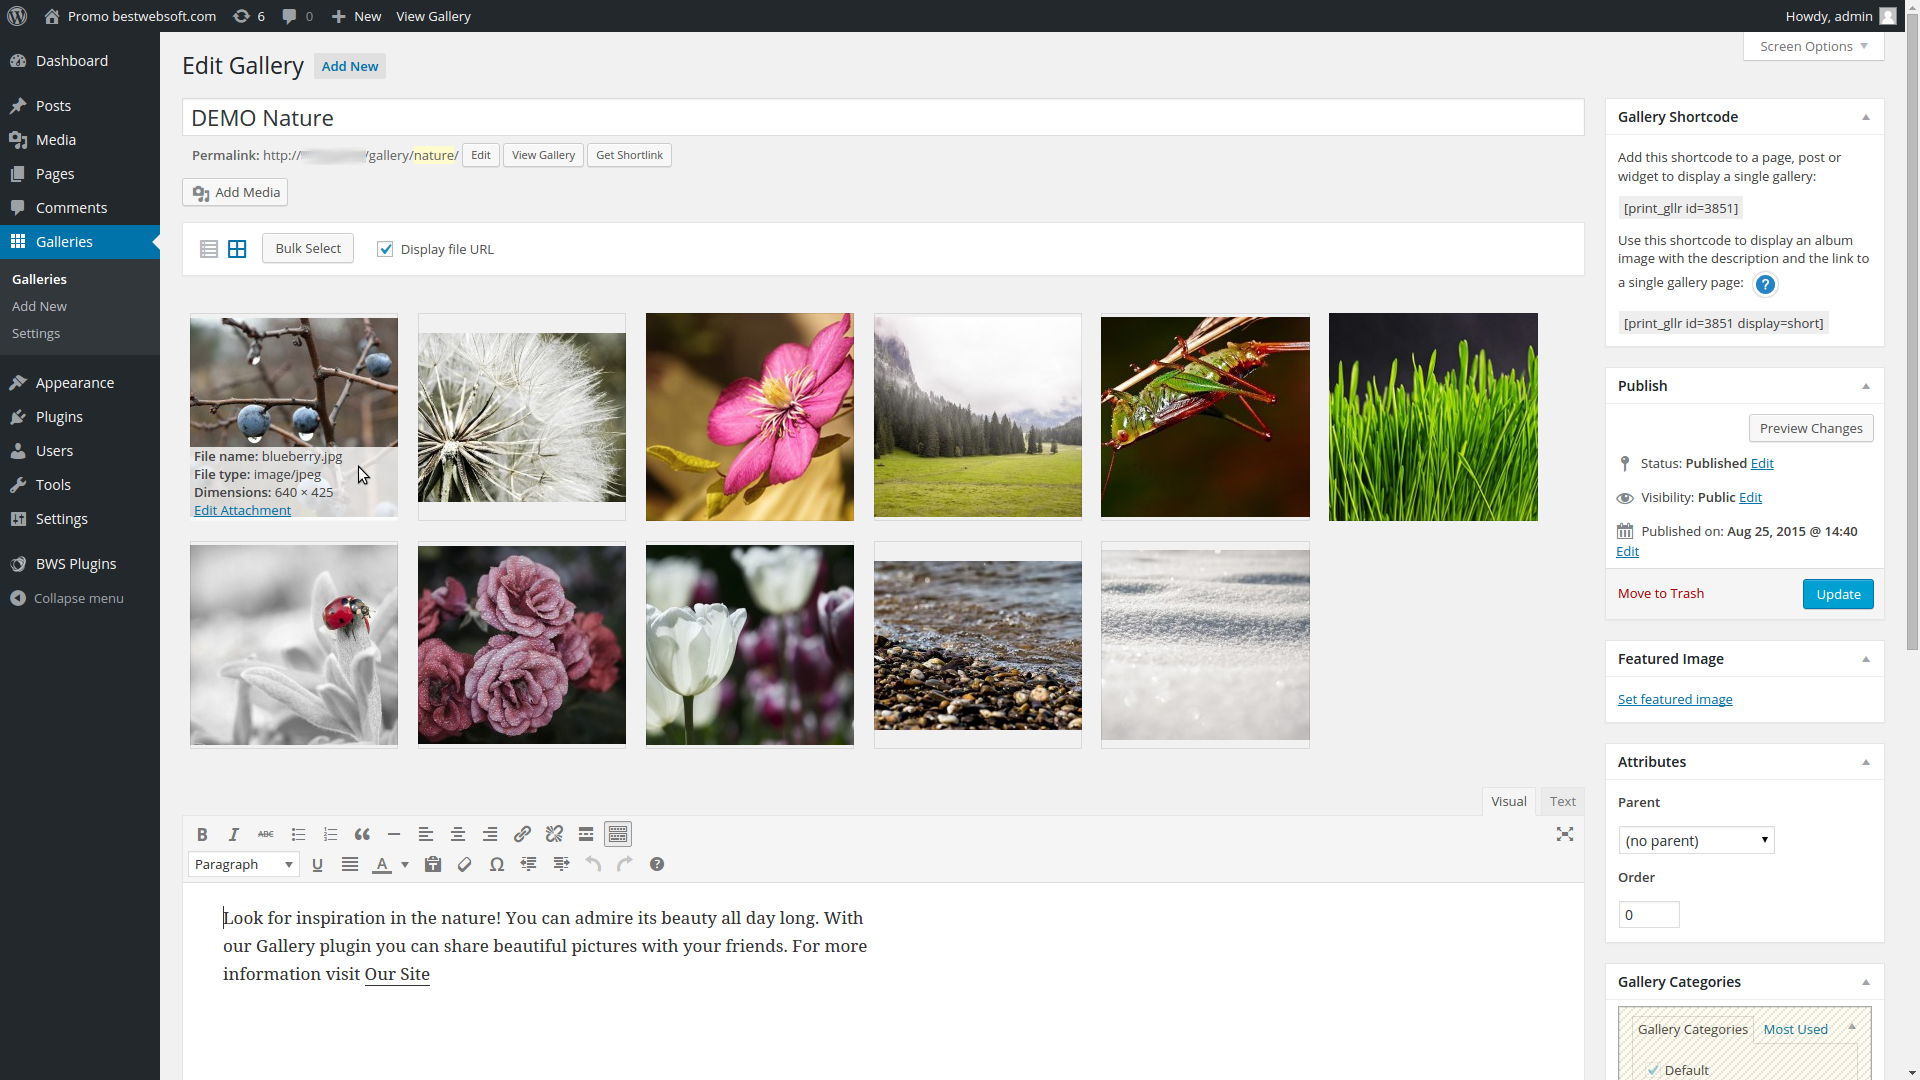 Promo bestwebsoft.com 6 0 New View Gallery Howdy, admin
Screen Options
Dashboard
Posts
Media
Pages
Comments
Galleries
Galleries
Add New
Settings
Appearance
Plugins
Users
Tools
Settings
BWS Plugins
Collapse menu
Edit Gallery Add New
DEMO Nature
Permalink: http:// /gallery/nature/ Edit View Gallery Get Shortlink
Add Media
Bulk Select Display file URL
File name: blueberry.jpg
File type: image/jpeg
Dimensions: 640 × 425
Edit Attachment
Visual Text
B I ABC
Paragraph U A Ω
Look for inspiration in the nature! You can admire its beauty all day long. With
our Gallery plugin you can share beautiful pictures with your friends. For more
information visit Our Site
Gallery Shortcode
Add this shortcode to a page, post or
widget to display a single gallery:
[print_gllr id=3851]
Use this shortcode to display an album
image with the description and the link to
a single gallery page: ?
[print_gllr id=3851 display=short]
Publish
Preview Changes
Status: Published Edit
Visibility: Public Edit
Published on: Aug 25, 2015 @ 14:40
Edit
Move to Trash Update
Featured Image
Set featured image
Attributes
Parent
(no parent)
Order
0
Gallery Categories
Gallery Categories Most Used
Default